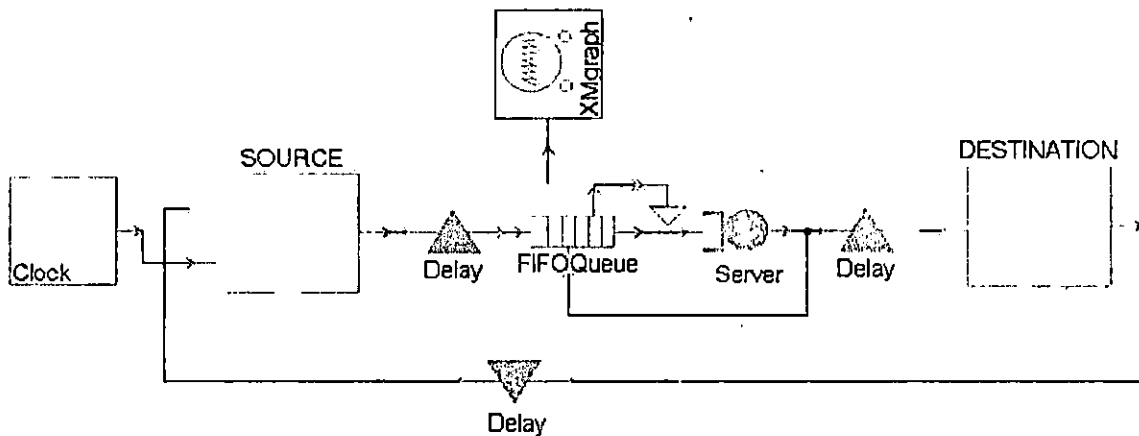 XMgraph
SOURCE
DESTINATION
Clock
Delay
FIFOQueue
Server
Delay
Delay